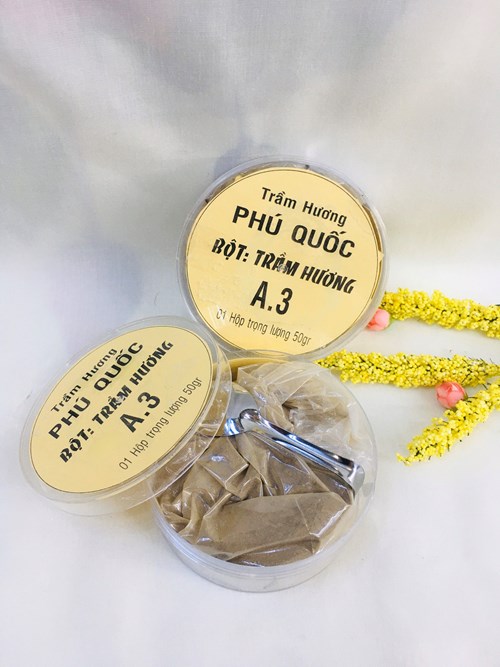 Trầm Hương
PHÚ QUỐC
BỘT: TRẦM HƯƠNG
A.3
01 Hộp trọng lượng 50gr
Trầm Hương
PHÚ QUỐC
BỘT: TRẦM HƯƠNG
A.3
01 Hộp trọng lượng 50gr